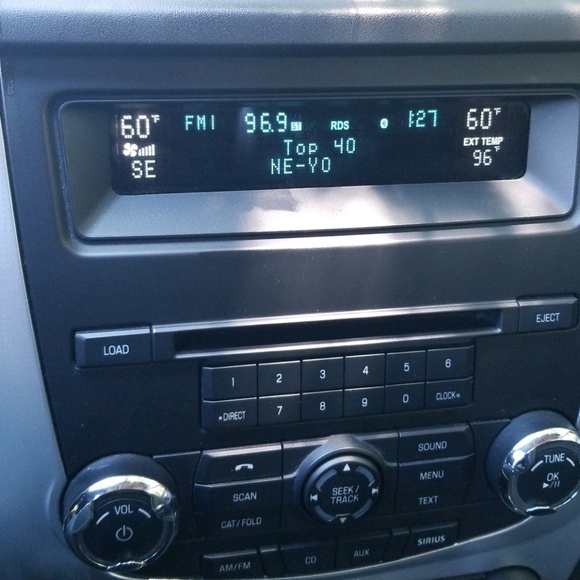 60°F FM1 96.9 ST RDS 1:27 60°F
Top 40 EXT TEMP
SE NE-YO 96°F
LOAD
EJECT
1 2 3 4 5 6
*DIRECT 7 8 9 0 CLOCK*
SOUND
SCAN SEEK/ MENU
TRACK
CAT/FOLD TEXT
VOL
TUNE
OK
►/II
AM/FM CD AUX SIRIUS